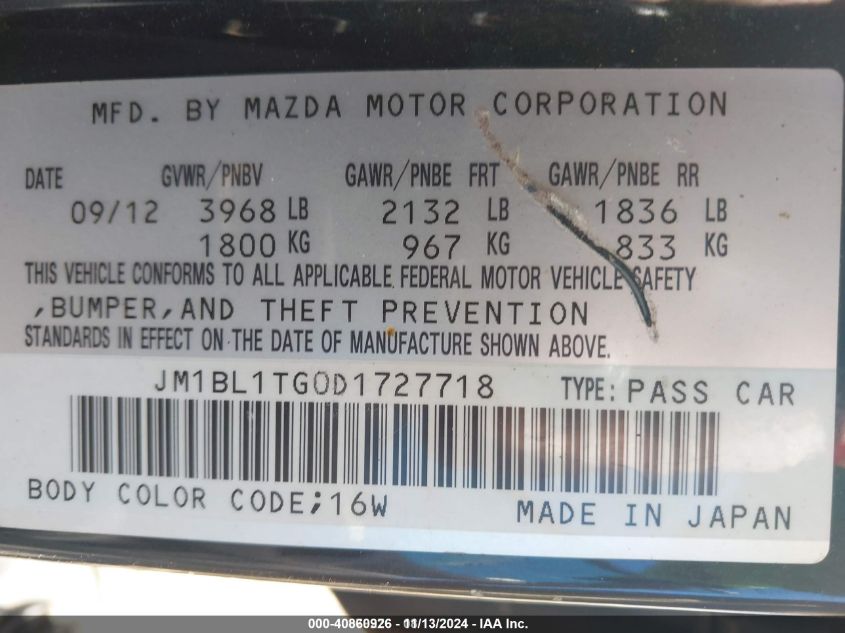 MFD. BY MAZDA MOTOR CORPORATION
DATE GVWR/PNBV GAWR/PNBE FRT GAWR/PNBE RR
09/12 3968 LB 2132 LB 1836 LB
1800 KG 967 KG 833 KG
THIS VEHICLE CONFORMS TO ALL APPLICABLE FEDERAL MOTOR VEHICLE SAFETY
,BUMPER,AND THEFT PREVENTION
STANDARDS IN EFFECT ON THE DATE OF MANUFACTURE SHOWN ABOVE.
JM1BL1TG0D1727718 TYPE: PASS CAR
BODY COLOR CODE;16W
MADE IN JAPAN
000-40860926 - 11/13/2024 - IAA Inc.